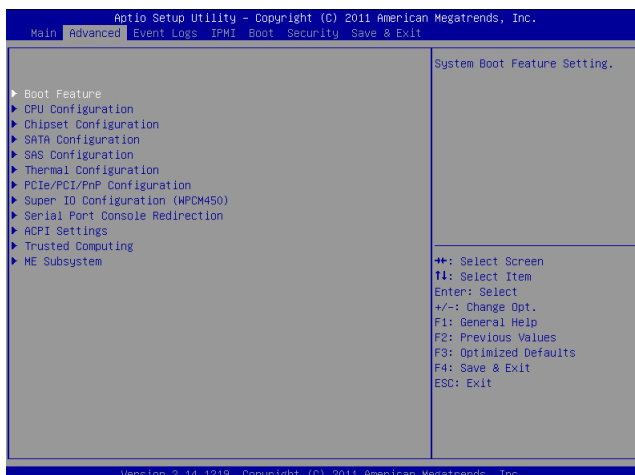 Aptio Setup Utility - Copyright (C) 2011 American Megatrends, Inc.
Main Advanced Event Logs IPMI Boot Security Save & Exit
System Boot Feature Setting.
▶ Boot Feature
▶ CPU Configuration
▶ Chipset Configuration
▶ SATA Configuration
▶ SAS Configuration
▶ Thermal Configuration
▶ PCIe/PCI/PnP Configuration
▶ Super IO Configuration (WPCM450)
▶ Serial Port Console Redirection
▶ ACPI Settings
▶ Trusted Computing
▶ ME Subsystem
→←: Select Screen
↑↓: Select Item
Enter: Select
+/-: Change Opt.
F1: General Help
F2: Previous Values
F3: Optimized Defaults
F4: Save & Exit
ESC: Exit
Version 2.14.1219. Copyright (C) 2011 American Megatrends, Inc.